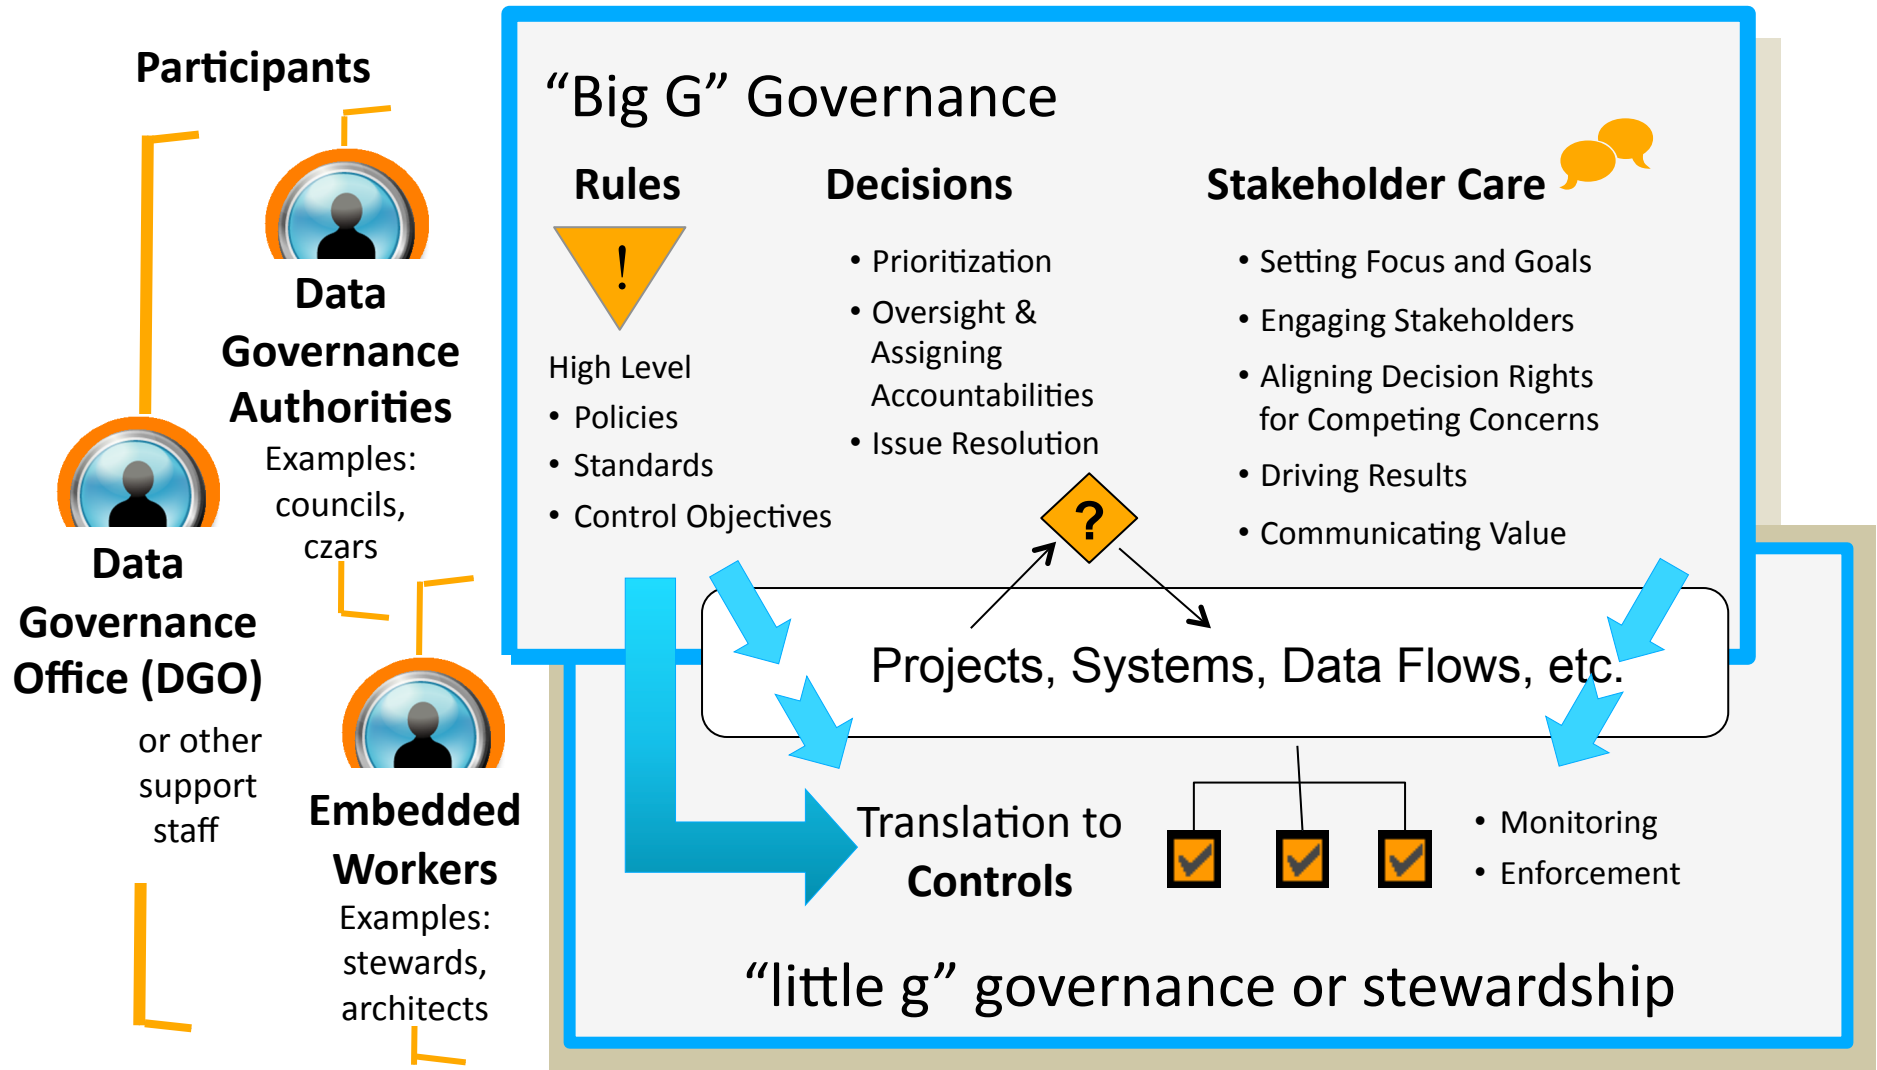 Participants
Data
Governance
Authorities
Examples:
councils,
czars
Data
Governance
Office (DGO)
or other
support
staff
Embedded
Workers
Examples:
stewards,
architects
“Big G” Governance
Rules
!
High Level
• Policies
• Standards
• Control Objectives
Decisions
• Prioritization
• Oversight &
Assigning
Accountabilities
• Issue Resolution
?
Stakeholder Care
• Setting Focus and Goals
• Engaging Stakeholders
• Aligning Decision Rights
for Competing Concerns
• Driving Results
• Communicating Value
Projects, Systems, Data Flows, etc.
Translation to
Controls
• Monitoring
• Enforcement
“little g” governance or stewardship